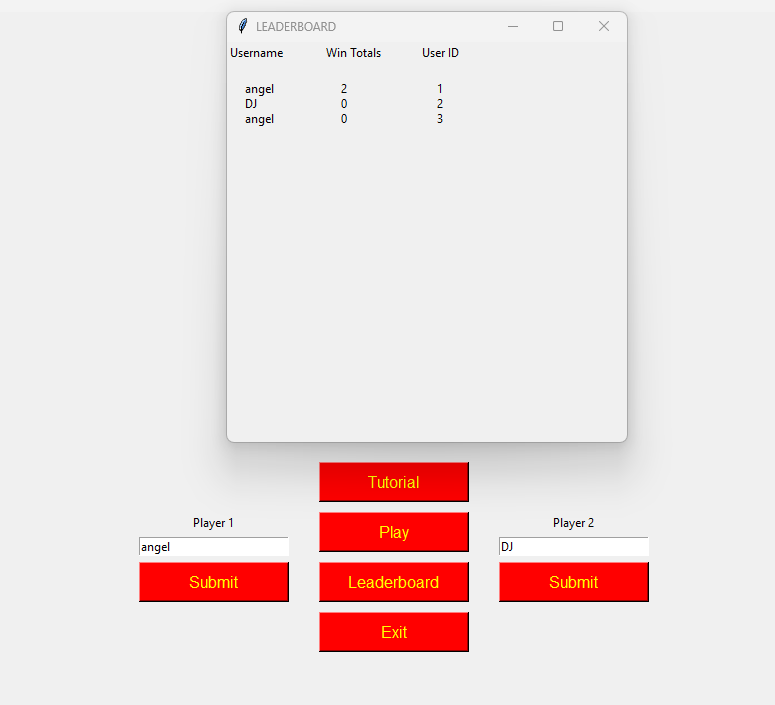 LEADERBOARD
Username Win Totals User ID
angel 2 1
DJ 0 2
angel 0 3
Tutorial
Player 1
Player 2
Play
angel
DJ
Submit
Leaderboard
Submit
Exit